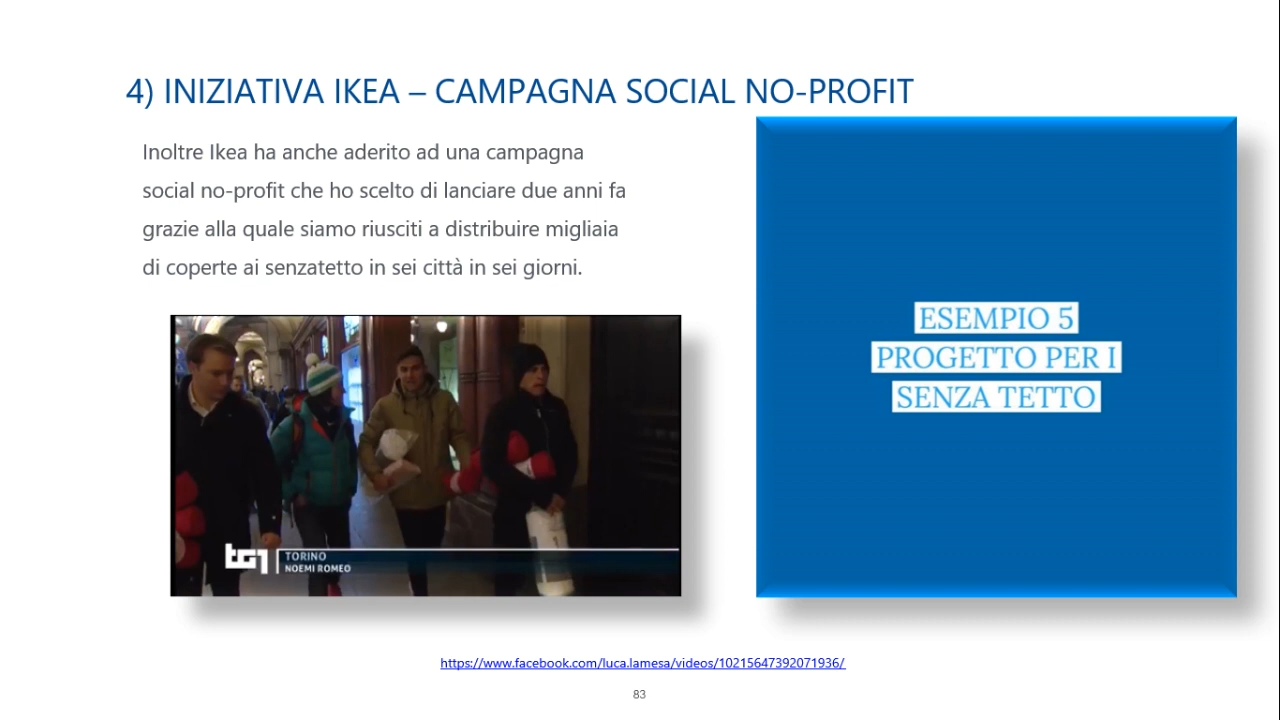 4) INIZIATIVA IKEA – CAMPAGNA SOCIAL NO-PROFIT
Inoltre Ikea ha anche aderito ad una campagna
social no-profit che ho scelto di lanciare due anni fa
grazie alla quale siamo riusciti a distribuire migliaia
di coperte ai senzatetto in sei città in sei giorni.
ESEMPIO 5
PROGETTO PER I
SENZA TETTO
tg1
TORINO
NOEMI ROMEO
https://www.facebook.com/luca.lamesa/videos/10215647392071936/
83